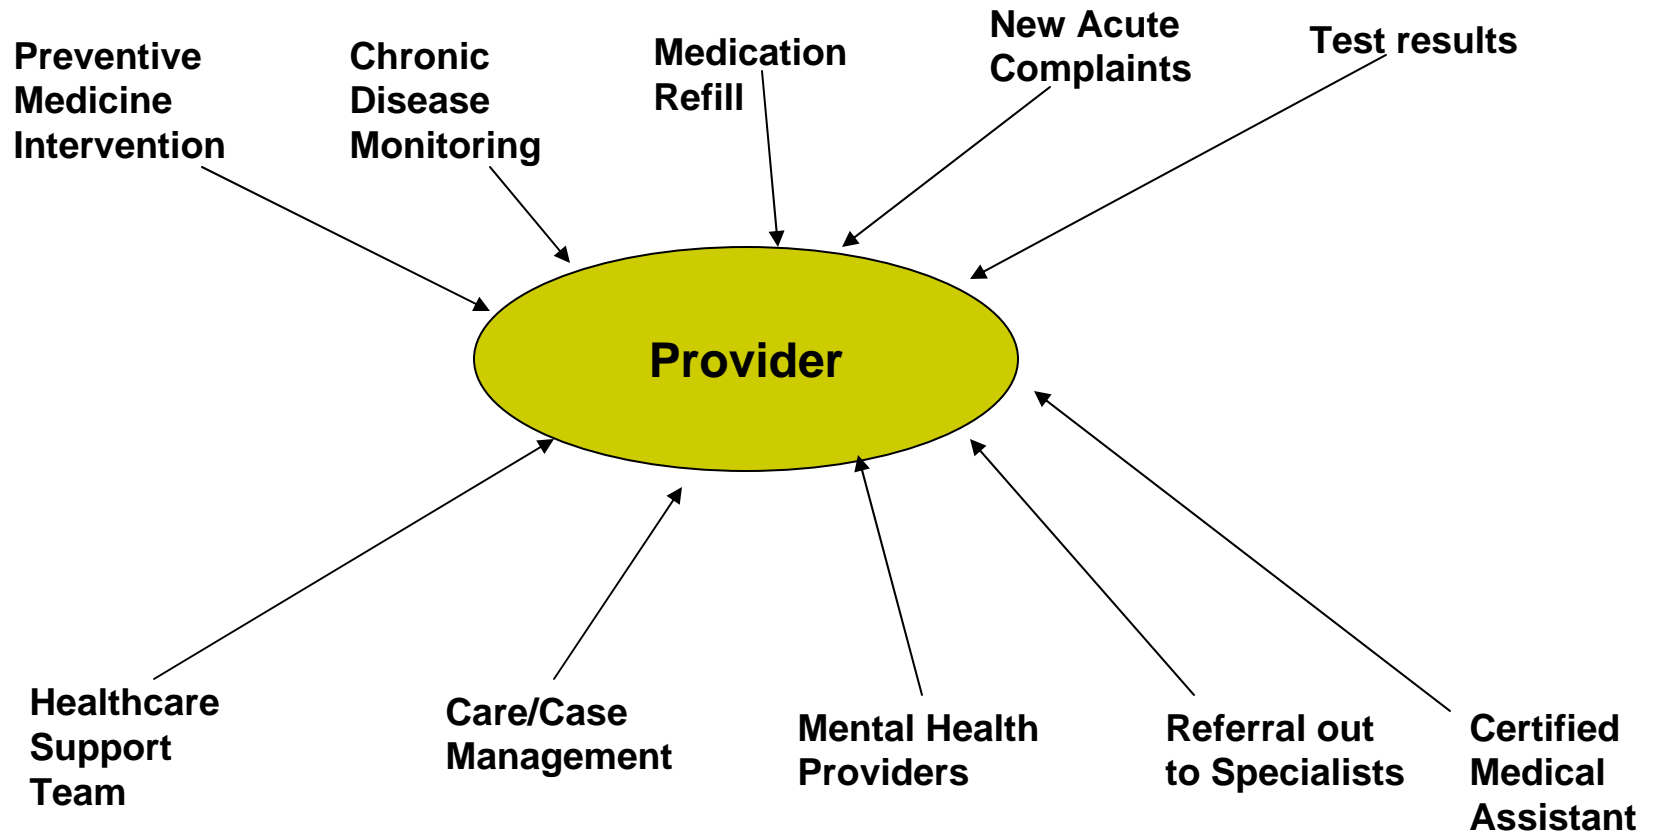 Preventive
Medicine
Intervention
Chronic
Disease
Monitoring
Medication
Refill
New Acute
Complaints
Test results
Provider
Healthcare
Support
Team
Care/Case
Management
Mental Health
Providers
Referral out
to Specialists
Certified
Medical
Assistant